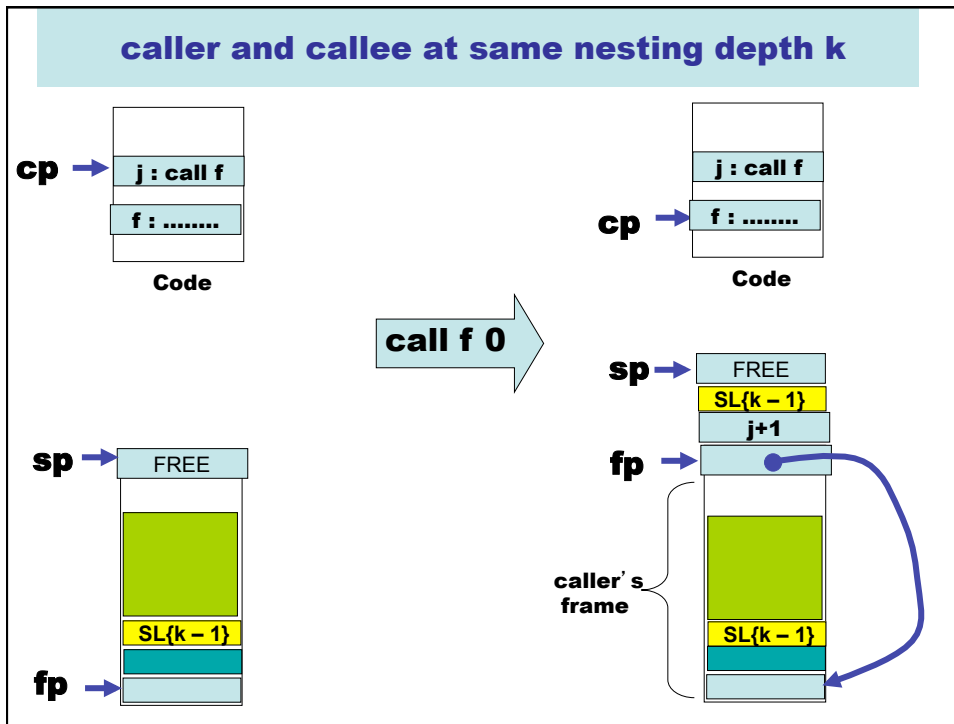 caller and callee at same nesting depth k
cp
j : call f
f : ........
Code
j : call f
cp
f : ........
Code
call f 0
sp
FREE
SL{k – 1}
fp
sp
FREE
SL{k – 1}
j+1
fp
caller's
frame
SL{k – 1}